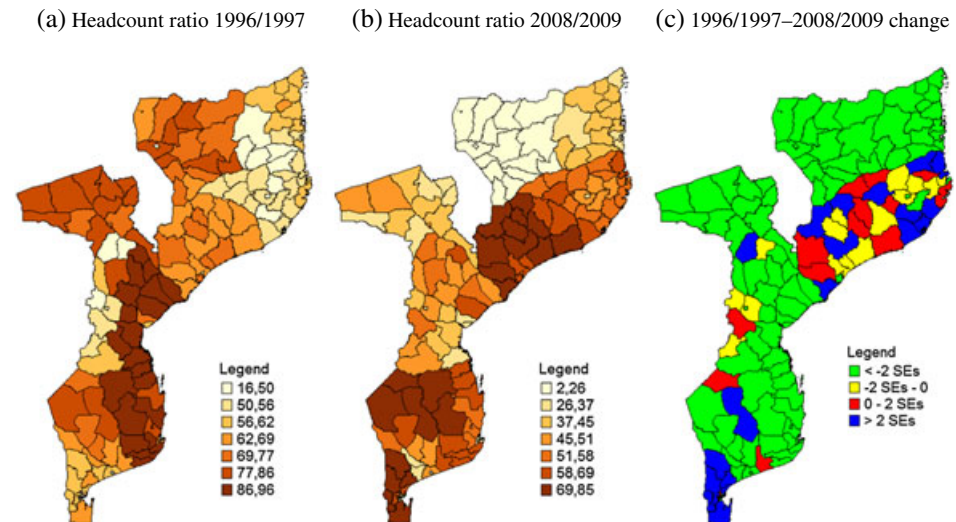 (a) Headcount ratio 1996/1997
(b) Headcount ratio 2008/2009
(c) 1996/1997–2008/2009 change
Legend
16,50
50,56
56,62
62,69
69,77
77,86
86,96
Legend
2,26
26,37
37,45
45,51
51,58
58,69
69,85
Legend
< -2 SEs
-2 SEs - 0
0 - 2 SEs
> 2 SEs